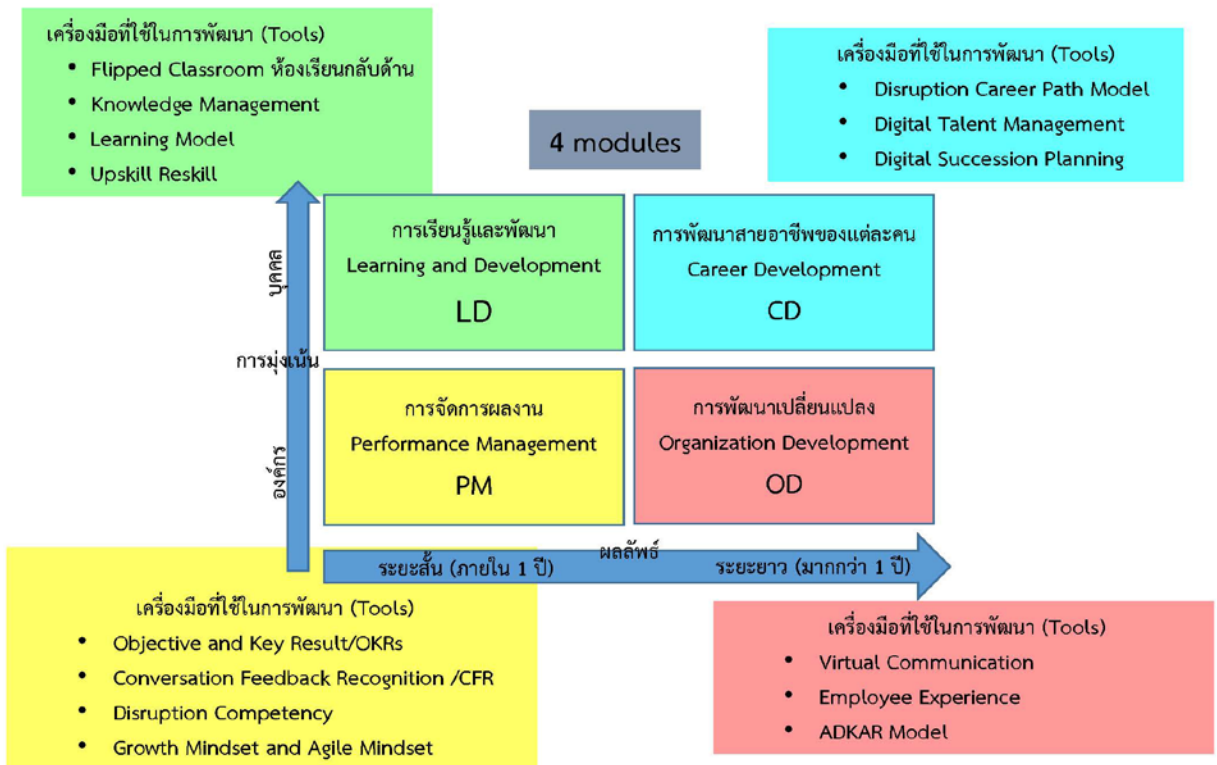 เครื่องมือที่ใช้ในการพัฒนา (Tools)
• Flipped Classroom ห้องเรียนกลับด้าน
• Knowledge Management
• Learning Model
• Upskill Reskill
เครื่องมือที่ใช้ในการพัฒนา (Tools)
• Disruption Career Path Model
• Digital Talent Management
• Digital Succession Planning
4 modules
บุคคล
การมุ่งเน้น
องค์กร
การเรียนรู้และพัฒนา
Learning and Development
LD
การพัฒนาสายอาชีพของแต่ละคน
Career Development
CD
การจัดการผลงาน
Performance Management
PM
การพัฒนาเปลี่ยนแปลง
Organization Development
OD
ผลลัพธ์
ระยะสั้น (ภายใน 1 ปี)
ระยะยาว (มากกว่า 1 ปี)
เครื่องมือที่ใช้ในการพัฒนา (Tools)
• Objective and Key Result/OKRs
• Conversation Feedback Recognition /CFR
• Disruption Competency
• Growth Mindset and Agile Mindset
เครื่องมือที่ใช้ในการพัฒนา (Tools)
• Virtual Communication
• Employee Experience
• ADKAR Model